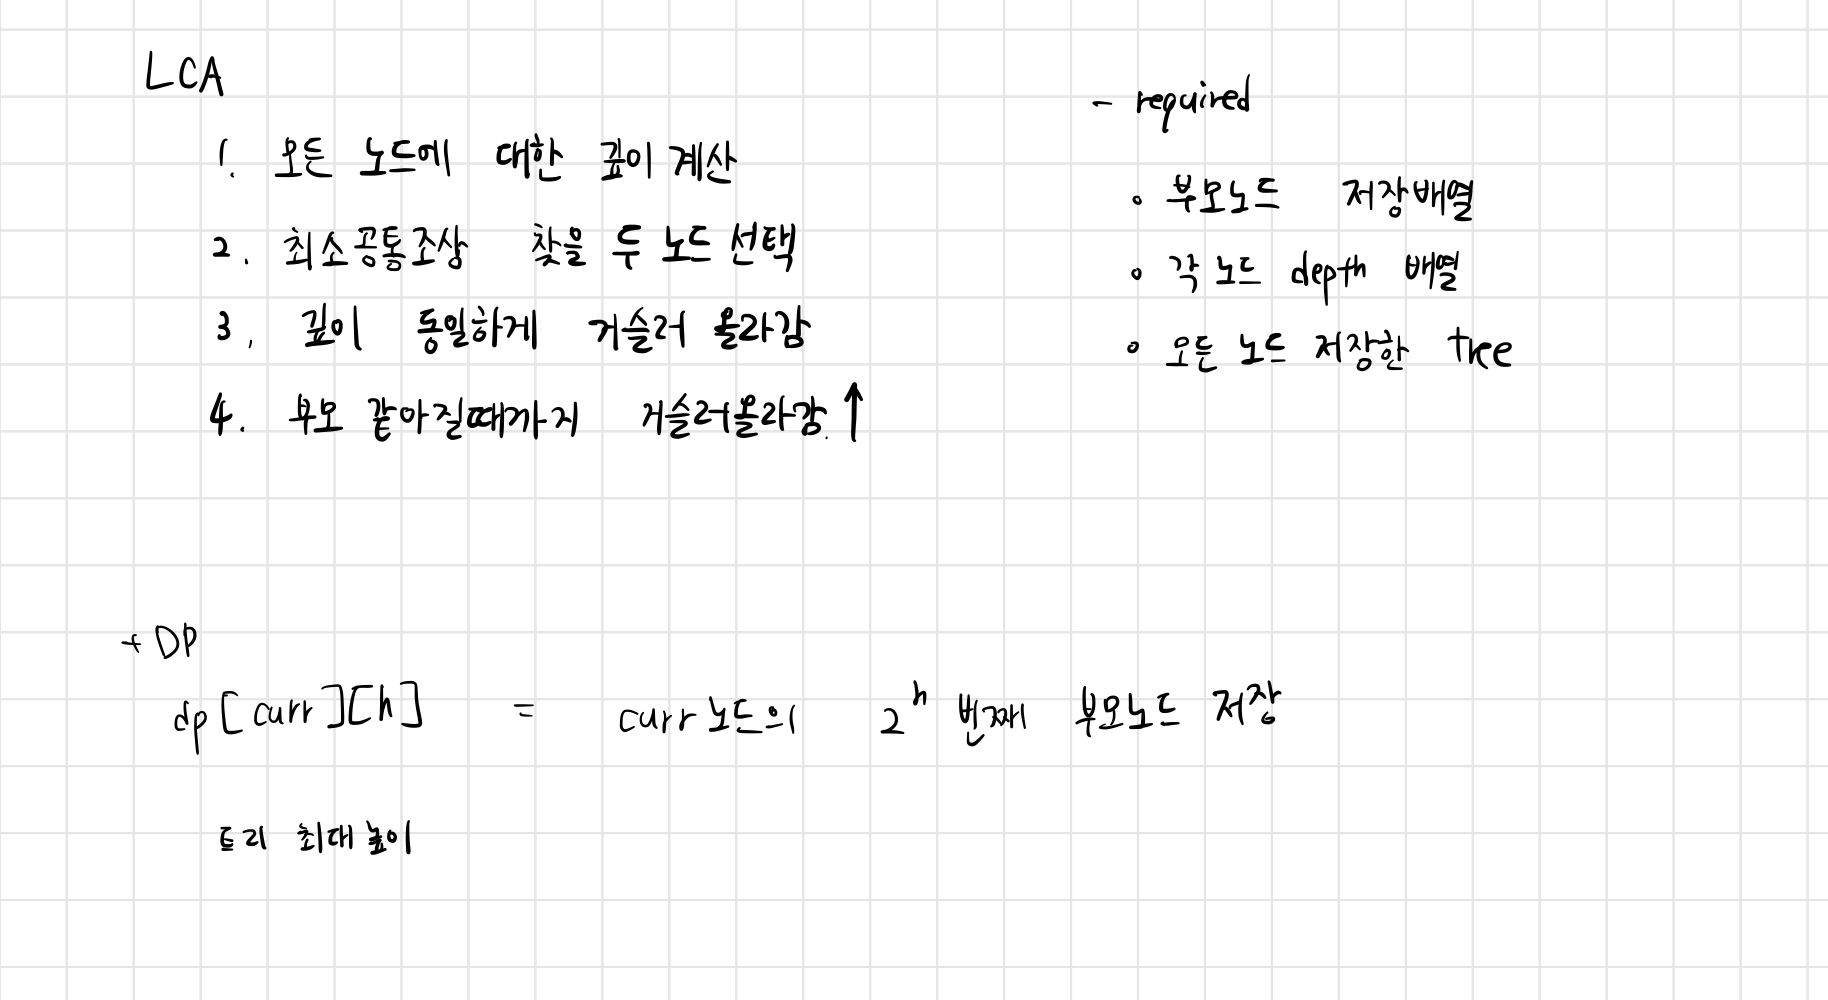 LCA
1. 모든 노드에 대한 깊이 계산
2. 최소공통조상 찾을 두 노드 선택
3. 깊이 동일하게 거슬러 올라감
4. 부모 같아질때까지 거슬러올라감. ↑
- required
• 부모노드 저장배열
• 각 노드 depth 배열
• 모든 노드 저장한 tree
+ DP
dp[curr][h] = curr 노드의 2^h 번째 부모노드 저장
트리 최대 높이